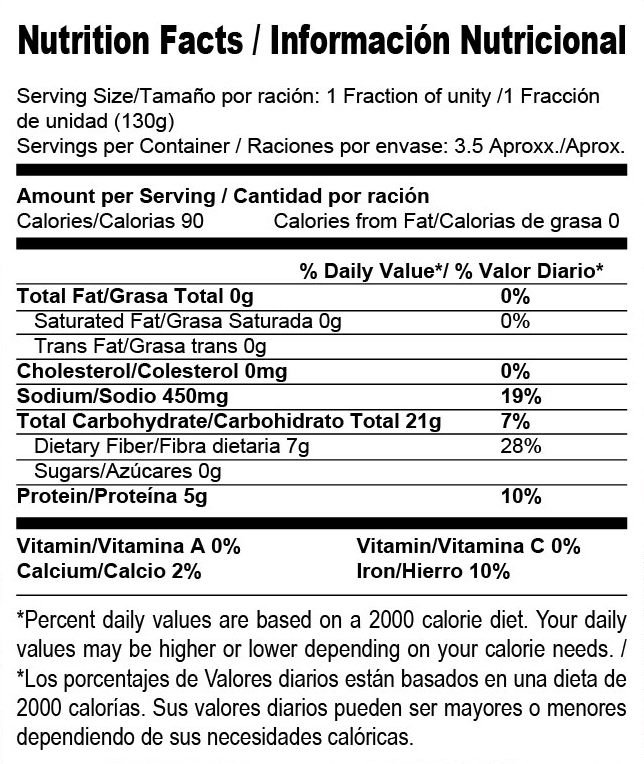 Nutrition Facts / Información Nutricional
Serving Size/Tamaño por ración: 1 Fraction of unity /1 Fracción
de unidad (130g)
Servings per Container / Raciones por envase: 3.5 Aproxx./Aprox.
Amount per Serving / Cantidad por ración
Calories/Calorias 90 Calories from Fat/Calorias de grasa 0
% Daily Value*/ % Valor Diario*
Total Fat/Grasa Total 0g 0%
Saturated Fat/Grasa Saturada 0g 0%
Trans Fat/Grasa trans 0g
Cholesterol/Colesterol 0mg 0%
Sodium/Sodio 450mg 19%
Total Carbohydrate/Carbohidrato Total 21g 7%
Dietary Fiber/Fibra dietaria 7g 28%
Sugars/Azúcares 0g
Protein/Proteína 5g 10%
Vitamin/Vitamina A 0% Vitamin/Vitamina C 0%
Calcium/Calcio 2% Iron/Hierro 10%
*Percent daily values are based on a 2000 calorie diet. Your daily
values may be higher or lower depending on your calorie needs. /
*Los porcentajes de Valores diarios están basados en una dieta de
2000 calorías. Sus valores diarios pueden ser mayores o menores
dependiendo de sus necesidades calóricas.